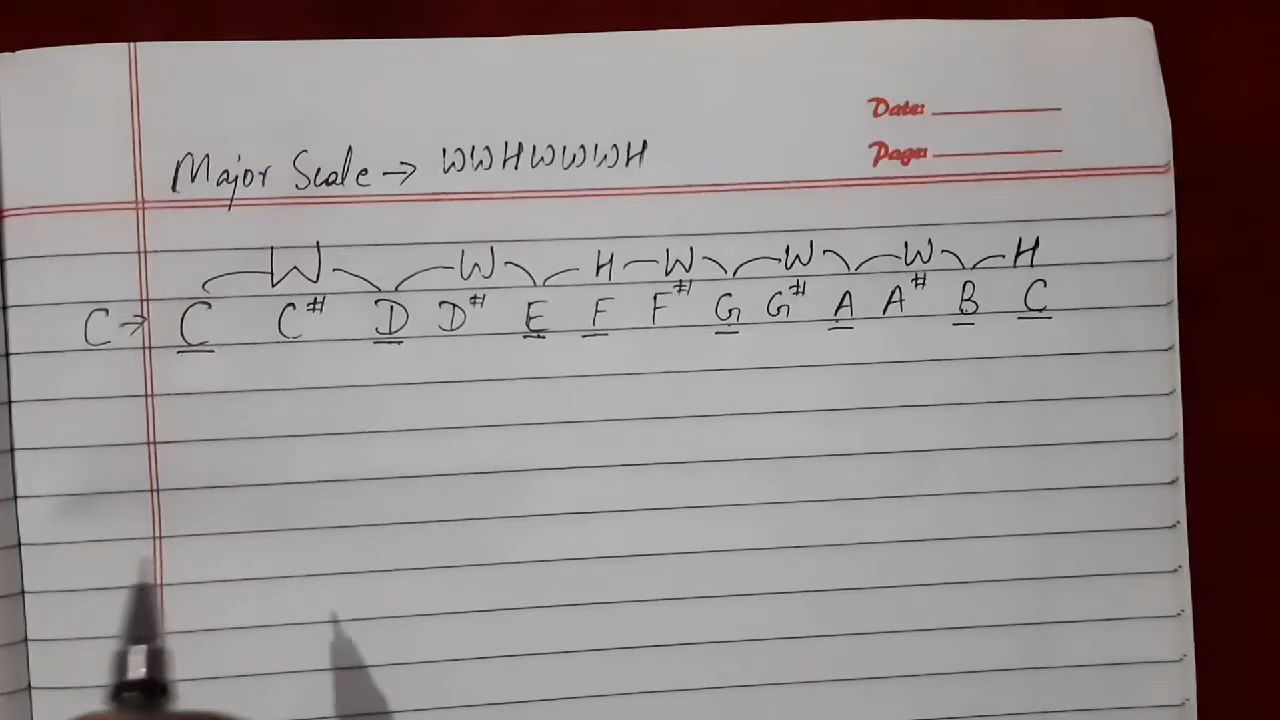 Date:
Major Scale → WWHWWWH
Page:
W W H W W W H
C → C C# D D# E F F# G G# A A# B C